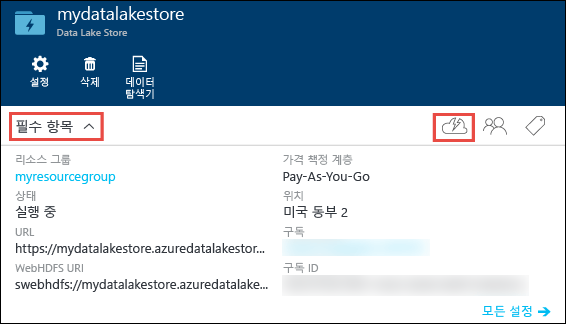 mydatalakestore
Data Lake Store
설정
삭제
데이터
탐색기
필수 항목
리소스 그룹
myresourcegroup
상태
실행 중
URL
https://mydatalakestore.azuredatalakestor...
WebHDFS URI
swebhdfs://mydatalakestore.azuredatalake...
가격 책정 계층
Pay-As-You-Go
위치
미국 동부 2
구독
구독 ID
모든 설정